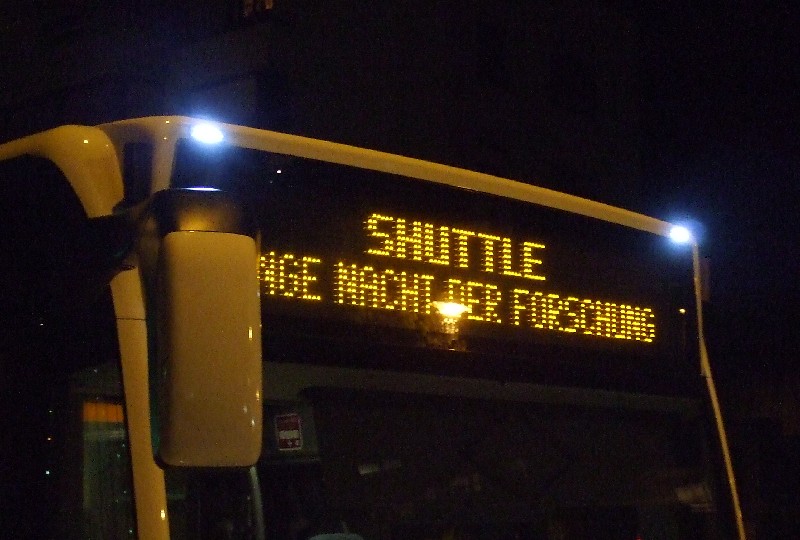 SHUTTLE
NGE NACHT DER FORSCHUNG